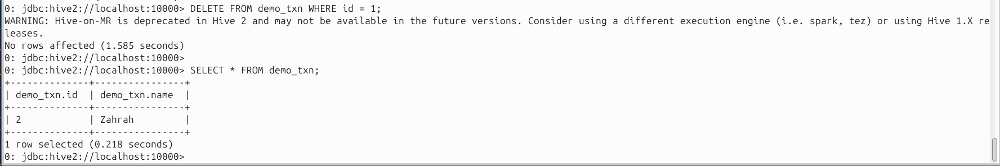 0: jdbc:hive2://localhost:10000> DELETE FROM demo_txn WHERE id = 1;
WARNING: Hive-on-MR is deprecated in Hive 2 and may not be available in the future versions. Consider using a different execution engine (i.e. spark, tez) or using Hive 1.X re
leases.
No rows affected (1.585 seconds)
0: jdbc:hive2://localhost:10000>
0: jdbc:hive2://localhost:10000> SELECT * FROM demo_txn;
+--------------+----------------+
| demo_txn.id  | demo_txn.name  |
+--------------+----------------+
| 2            | Zahrah         |
+--------------+----------------+
1 row selected (0.218 seconds)
0: jdbc:hive2://localhost:10000>